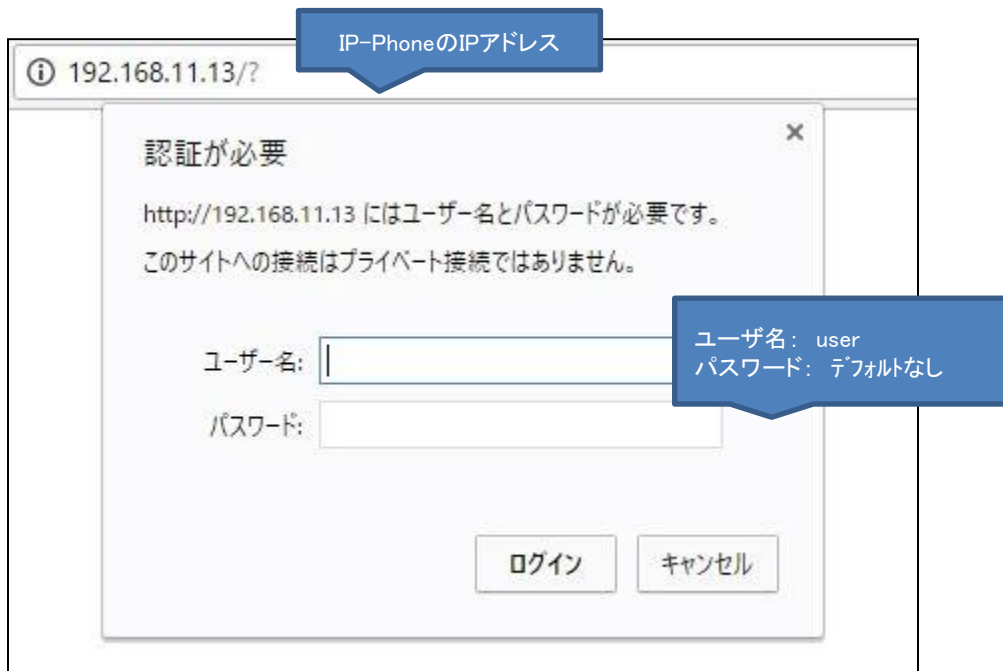 IP-PhoneのIPアドレス
ⓘ 192.168.11.13/?
認証が必要
×
http://192.168.11.13 にはユーザー名とパスワードが必要です。
このサイトへの接続はプライベート接続ではありません。
ユーザー名:
ユーザ名: user
パスワード: ﾃﾞﾌｫﾙﾄなし
パスワード:
ログイン
キャンセル